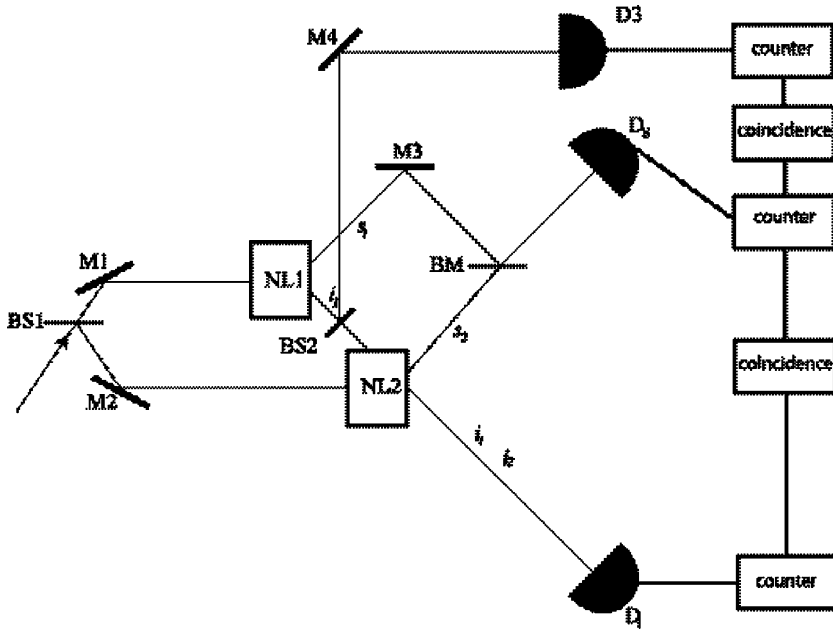 M4
D3
counter
coincidence
M3
Ds
s1
counter
M1
NL1
BM
BS1
i1
BS2
s2
coincidence
M2
NL2
i1
i2
counter
Di